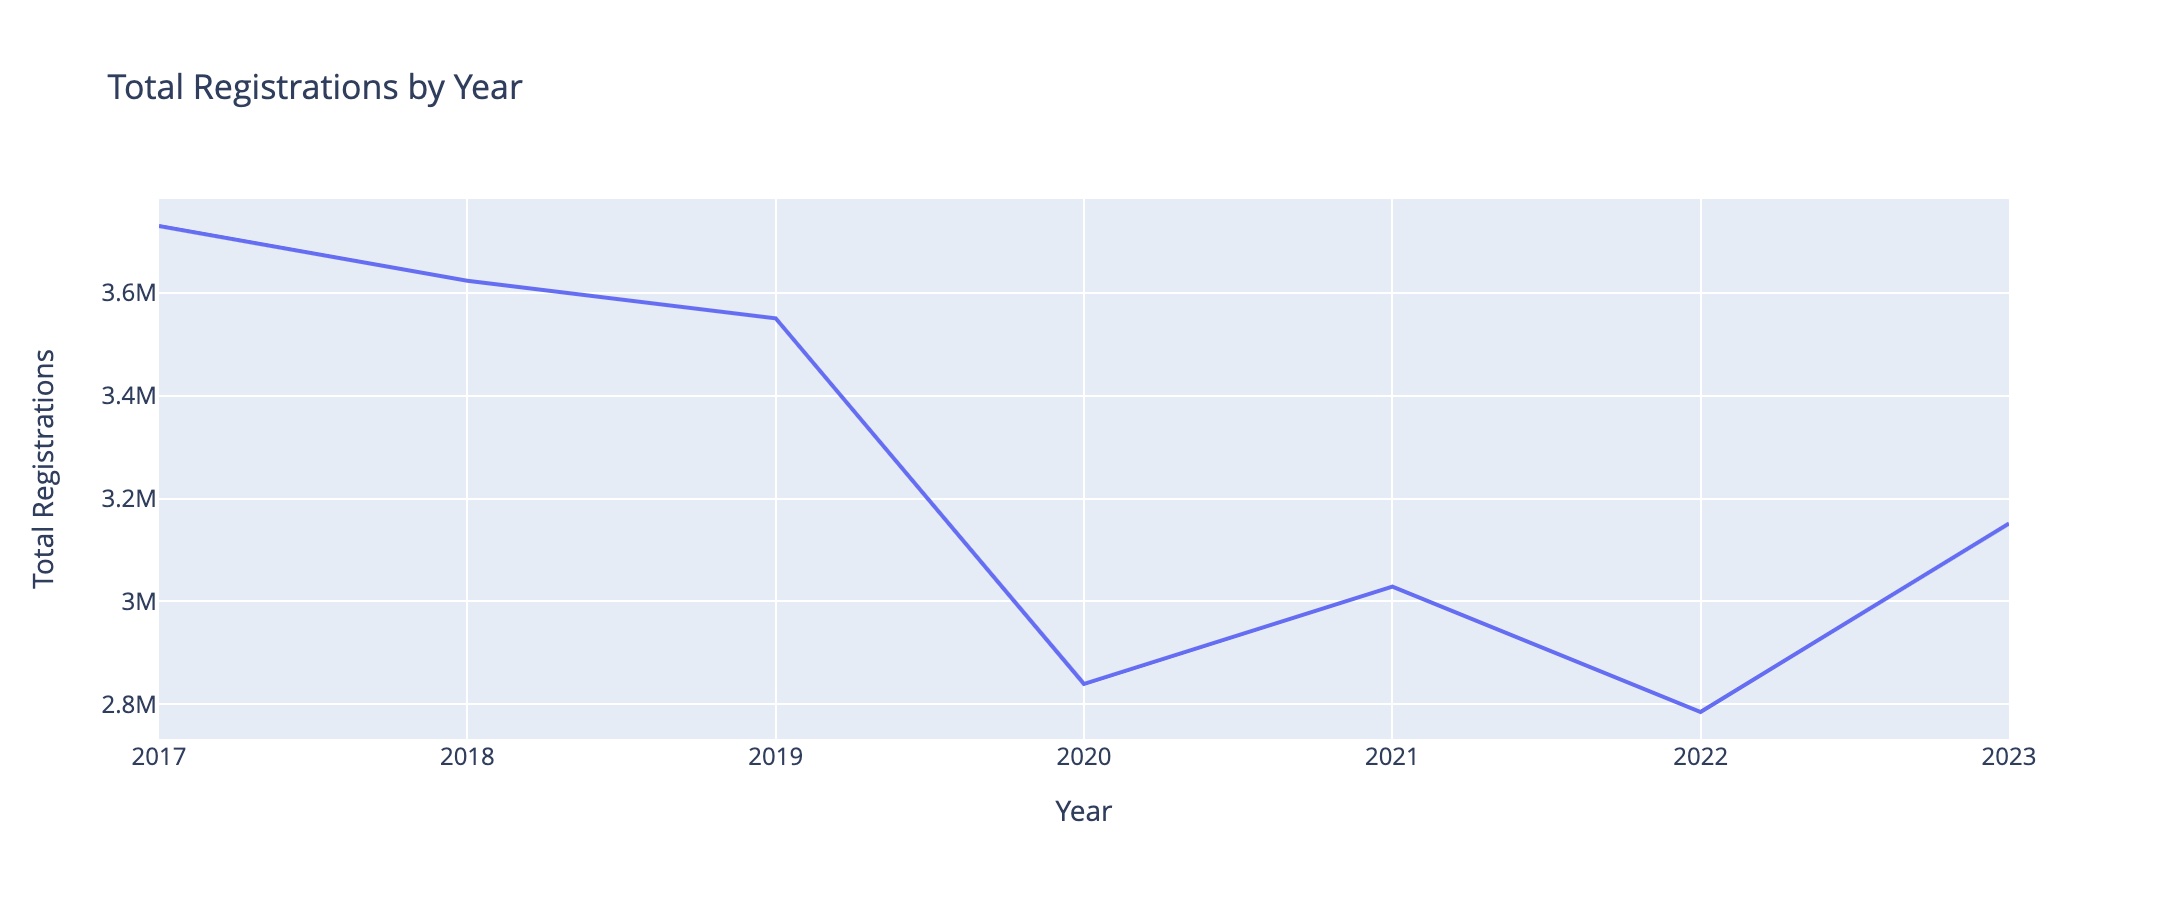 Total Registrations by Year
Total Registrations
3.6M
3.4M
3.2M
3M
2.8M
2017
2018
2019
2020
2021
2022
2023
Year